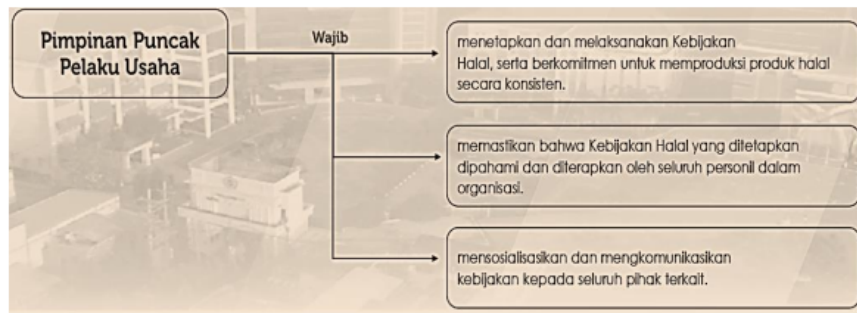 Pimpinan Puncak
Pelaku Usaha
Wajib
menetapkan dan melaksanakan Kebijakan
Halal, serta berkomitmen untuk memproduksi produk halal
secara konsisten.
memastikan bahwa Kebijakan Halal yang ditetapkan
dipahami dan diterapkan oleh seluruh personil dalam
organisasi.
mensosialisasikan dan mengkomunikasikan
kebijakan kepada seluruh pihak terkait.